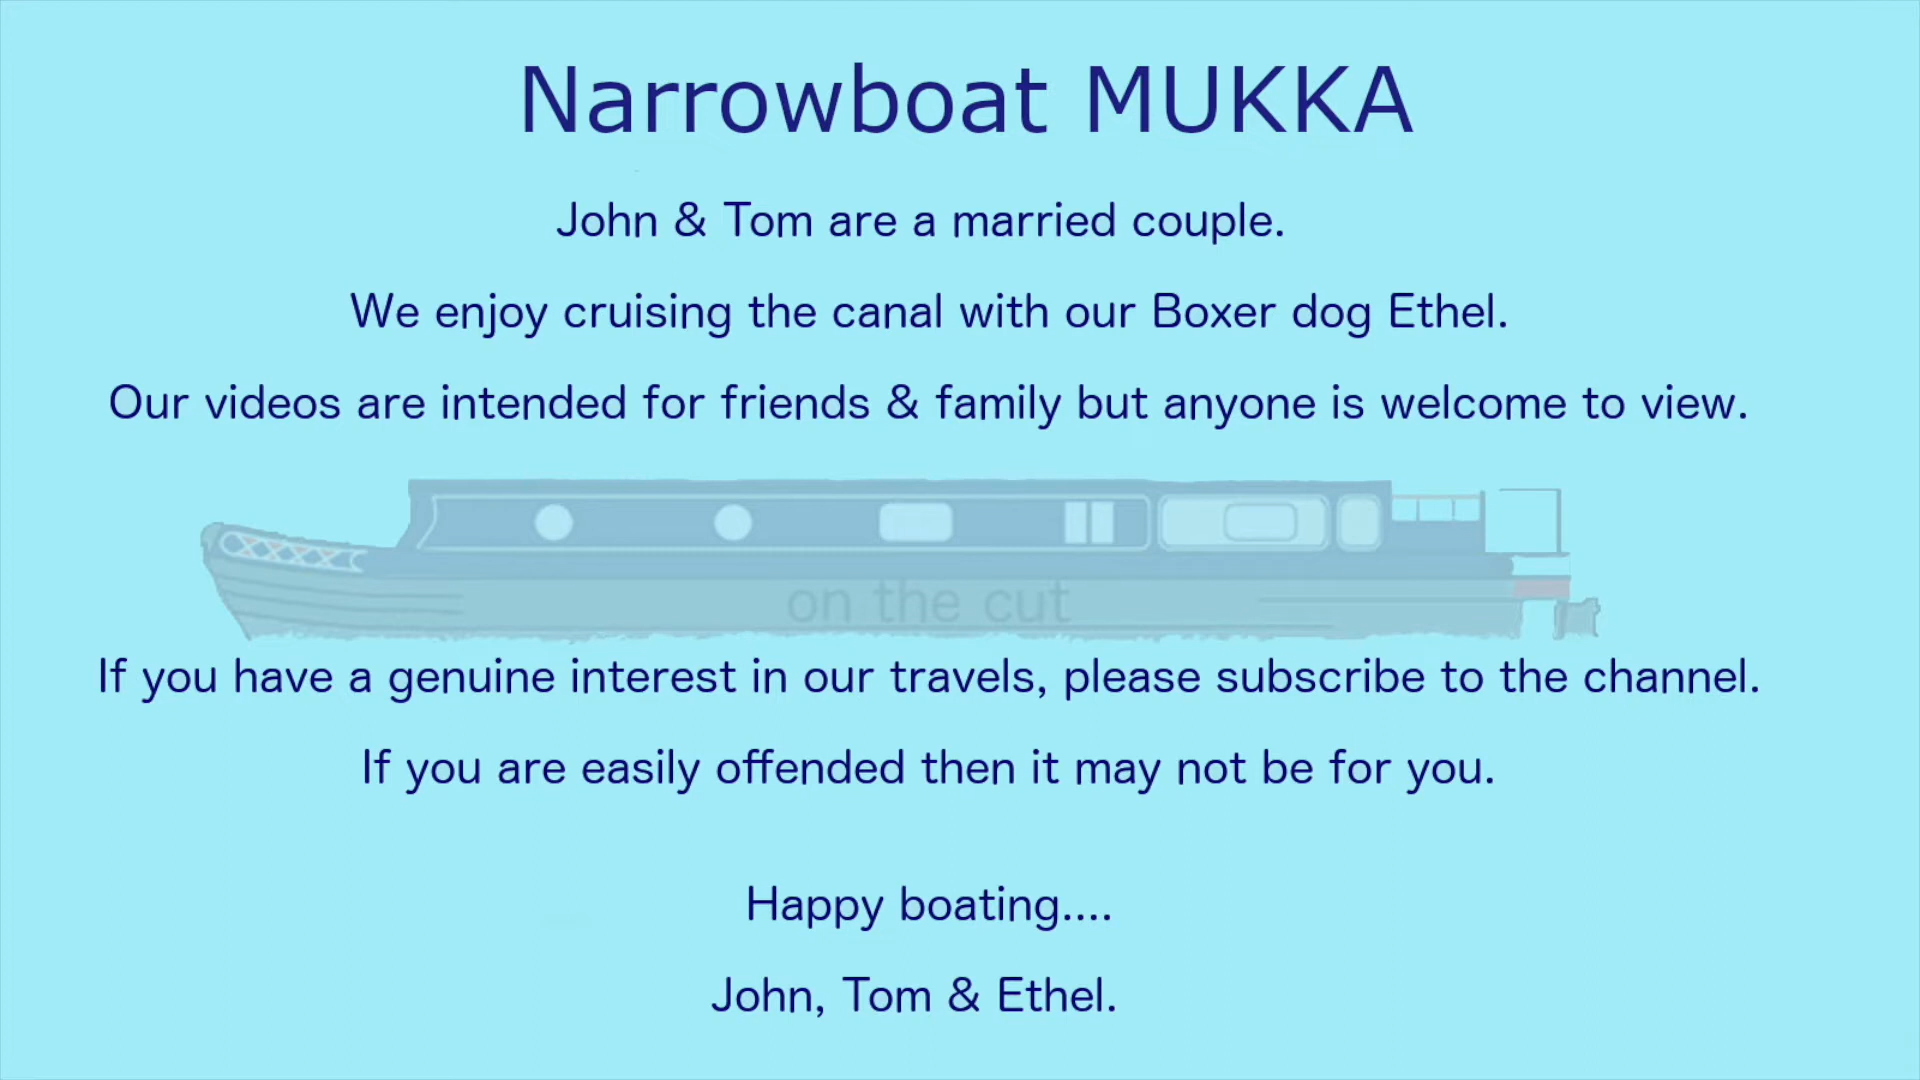 Narrowboat MUKKA
John & Tom are a married couple.
We enjoy cruising the canal with our Boxer dog Ethel.
Our videos are intended for friends & family but anyone is welcome to view.
on the cut
If you have a genuine interest in our travels, please subscribe to the channel.
If you are easily offended then it may not be for you.
Happy boating....
John, Tom & Ethel.